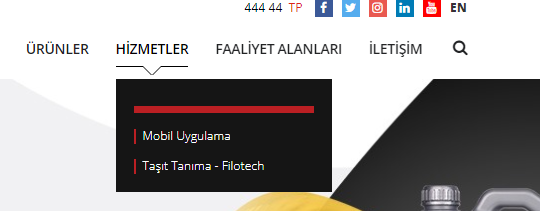 444 44 TP EN
ÜRÜNLER HİZMETLER FAALİYET ALANLARI İLETİŞİM
Mobil Uygulama
Taşıt Tanıma - Filotech